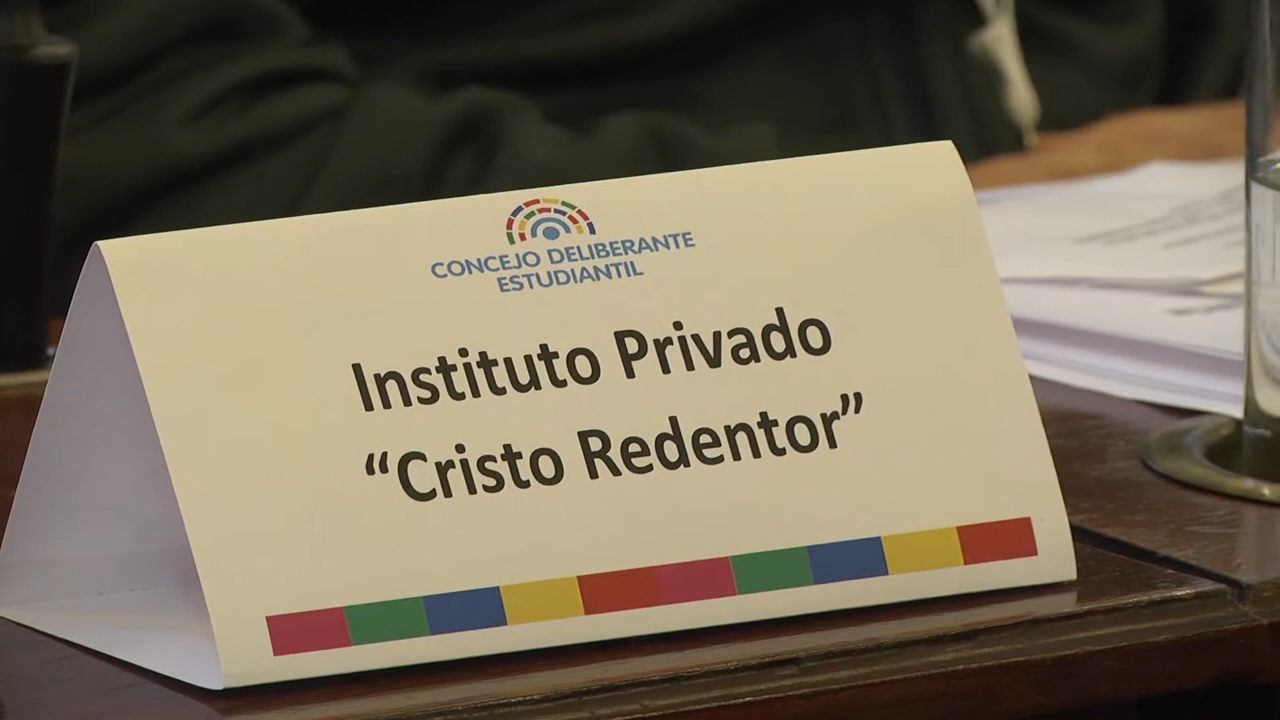 CONCEJO DELIBERANTE
ESTUDIANTIL
Instituto Privado
“Cristo Redentor”